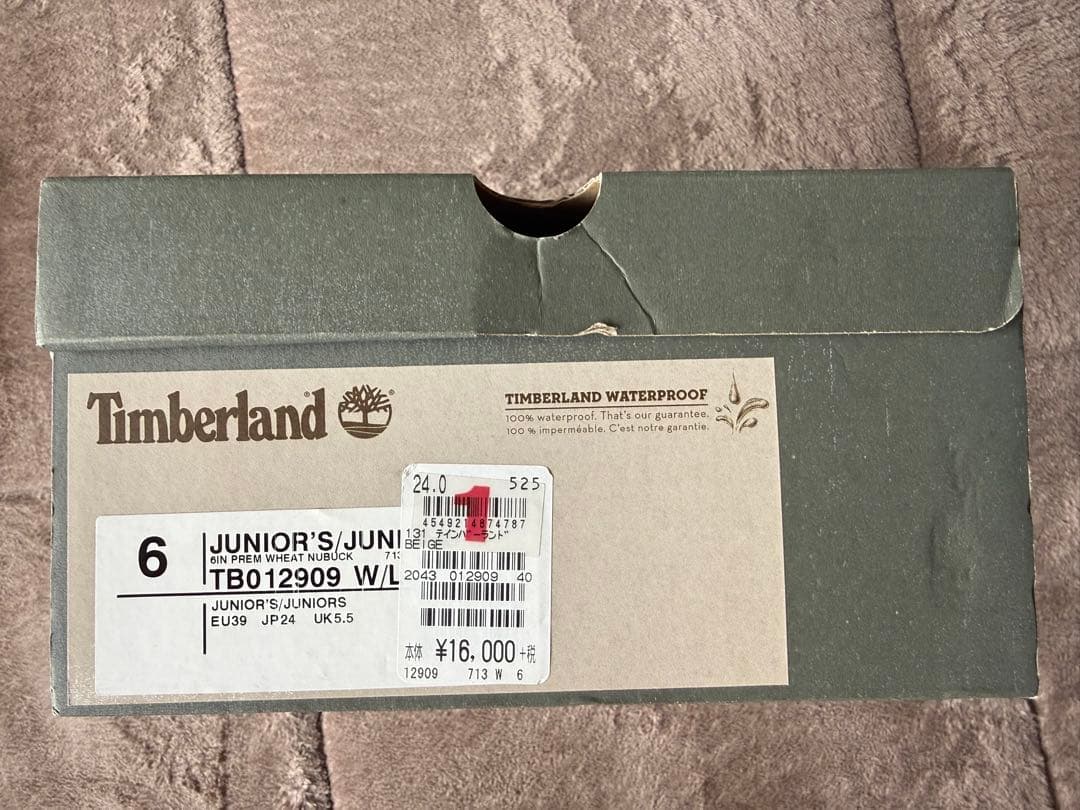 Timberland®
TIMBERLAND WATERPROOF
100% waterproof. That's our guarantee.
100 % imperméable. C'est notre garantie.
6
JUNIOR'S/JUNI
6IN PREM WHEAT NUBUCK 713
TB012909 W/L
JUNIOR'S/JUNIORS
EU39 JP24 UK5.5
24.0 525
1
4549214874787
131 ティンバーランド
BEIGE
2043 012909 40
本体 ¥16,000+税
12909 713 W 6